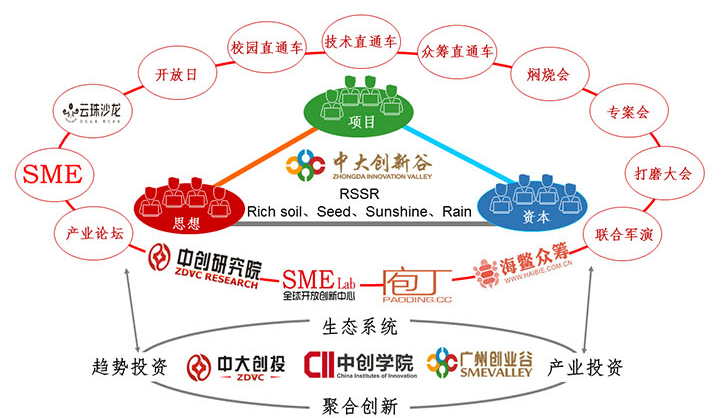 技术直通车
校园直通车
众筹直通车
开放日
焖烧会
云珠沙龙
专案会
项目
中大创新谷
ZHONGDA INNOVATION VALLEY
SME
打磨大会
RSSR
思想
Rich soil、Seed、Sunshine、Rain
资本
产业论坛
联合军演
中创研究院
ZDVC RESEARCH
SME Lab
全球开放创新中心
庖丁
PADDING.CC
海鳖众筹
WWW.HAIBIE.COM.CN
生态系统
趋势投资
中大创投
ZDVC
中创学院
China Institutes of Innovation
广州创业谷
SMEVALLEY
产业投资
聚合创新